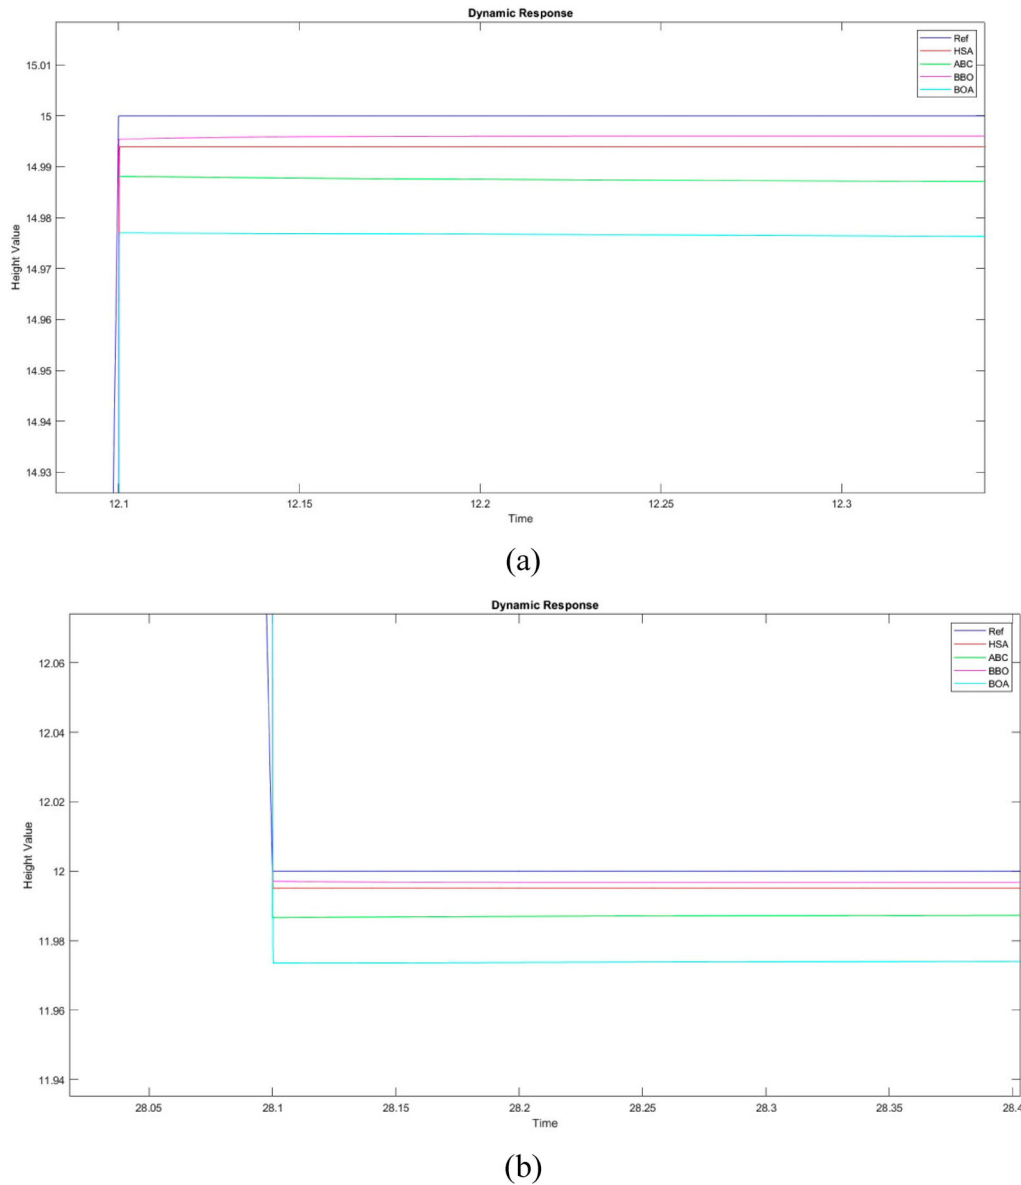 Dynamic Response
Ref
HSA
ABC
BBO
BOA
15.01
15
14.99
14.98
14.97
14.96
14.95
14.94
14.93
Height Value
12.1 12.15 12.2 12.25 12.3
Time
(a)
Dynamic Response
Ref
HSA
ABC
BBO
BOA
12.06
12.04
12.02
12
11.98
11.96
11.94
Height Value
28.05 28.1 28.15 28.2 28.25 28.3 28.35 28.4
Time
(b)